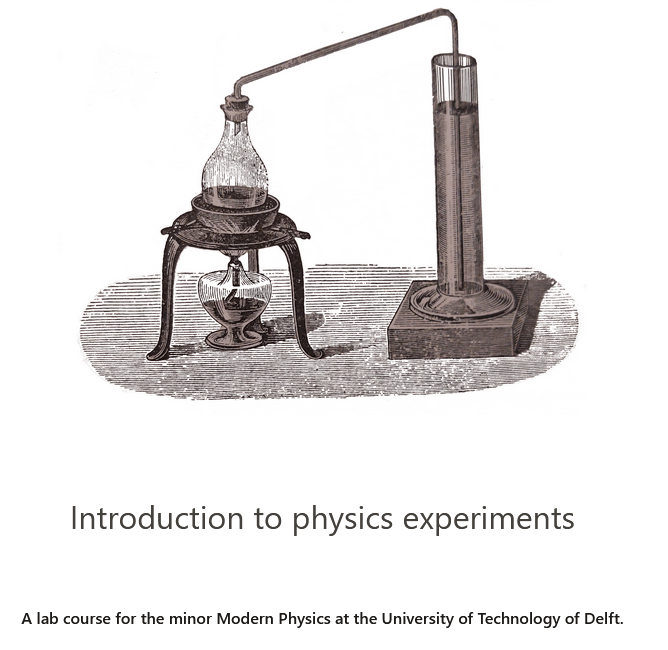 Introduction to physics experiments
A lab course for the minor Modern Physics at the University of Technology of Delft.